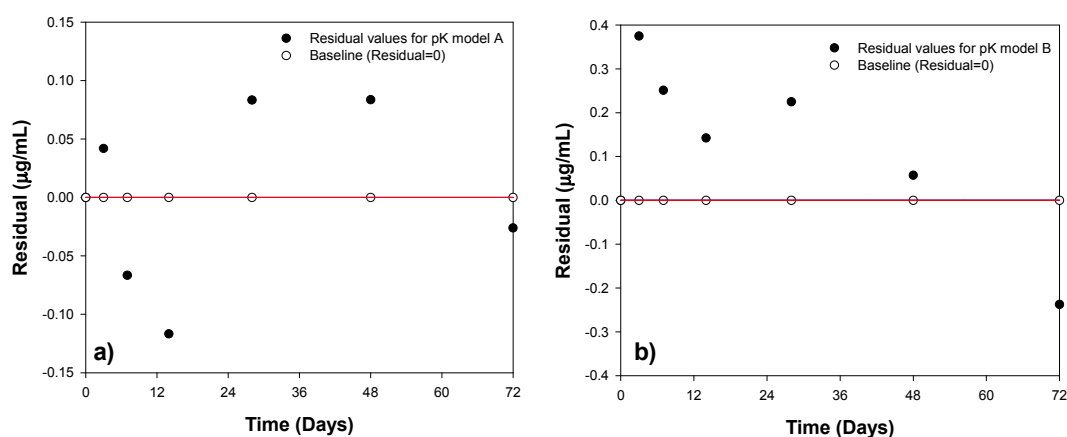 0.15
0.10
0.05
0.00
-0.05
-0.10
-0.15
Residual (µg/mL)
Residual values for pK model A
Baseline (Residual=0)
a)
0 12 24 36 48 60 72
Time (Days)
0.4
0.3
0.2
0.1
0.0
-0.1
-0.2
-0.3
-0.4
Residual (µg/mL)
Residual values for pK model B
Baseline (Residual=0)
b)
0 12 24 36 48 60 72
Time (Days)